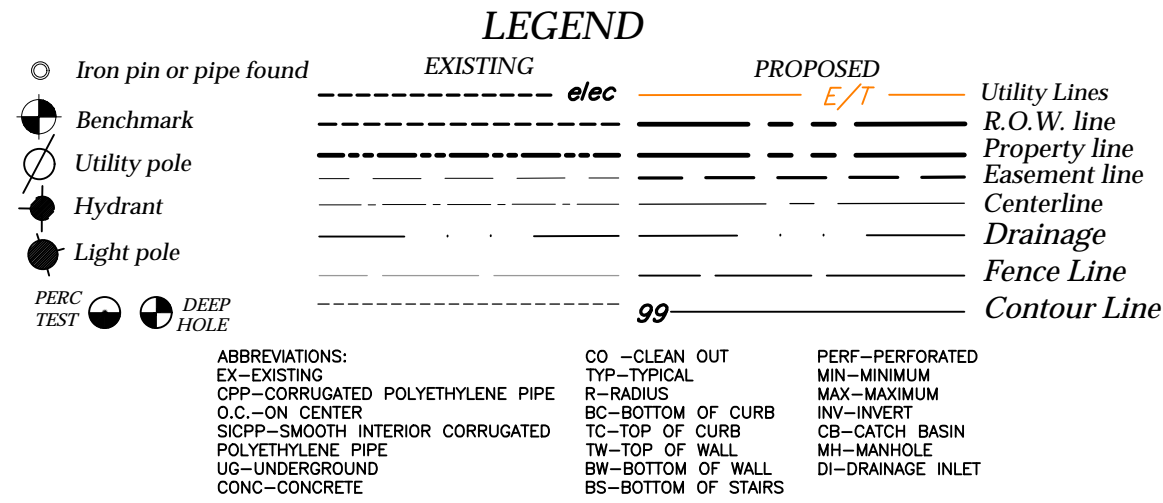 LEGEND
EXISTING
PROPOSED
Iron pin or pipe found
Benchmark
Utility pole
Hydrant
Light pole
PERC
TEST
DEEP
HOLE
elec
E/T
Utility Lines
R.O.W. line
Property line
Easement line
Centerline
Drainage
Fence Line
99
Contour Line
ABBREVIATIONS:
EX-EXISTING
CPP-CORRUGATED POLYETHYLENE PIPE
O.C.-ON CENTER
SICPP-SMOOTH INTERIOR CORRUGATED
POLYETHYLENE PIPE
UG-UNDERGROUND
CONC-CONCRETE
CO -CLEAN OUT
TYP-TYPICAL
R-RADIUS
BC-BOTTOM OF CURB
TC-TOP OF CURB
TW-TOP OF WALL
BW-BOTTOM OF WALL
BS-BOTTOM OF STAIRS
PERF-PERFORATED
MIN-MINIMUM
MAX-MAXIMUM
INV-INVERT
CB-CATCH BASIN
MH-MANHOLE
DI-DRAINAGE INLET